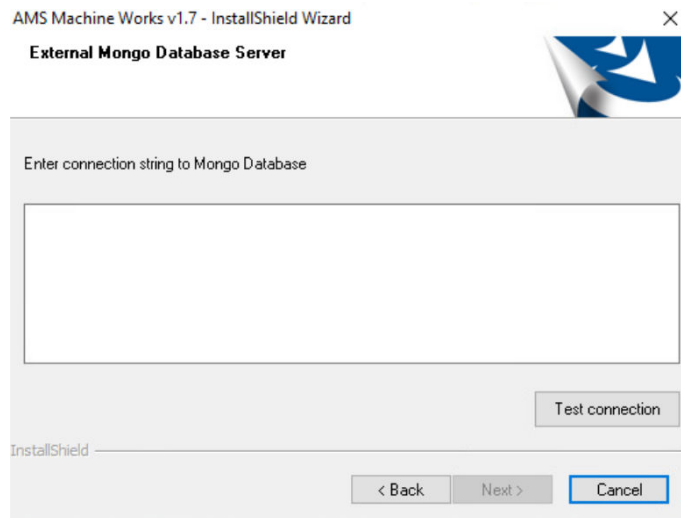 AMS Machine Works v1.7 - InstallShield Wizard
External Mongo Database Server
Enter connection string to Mongo Database
Test connection
InstallShield
< Back
Next >
Cancel